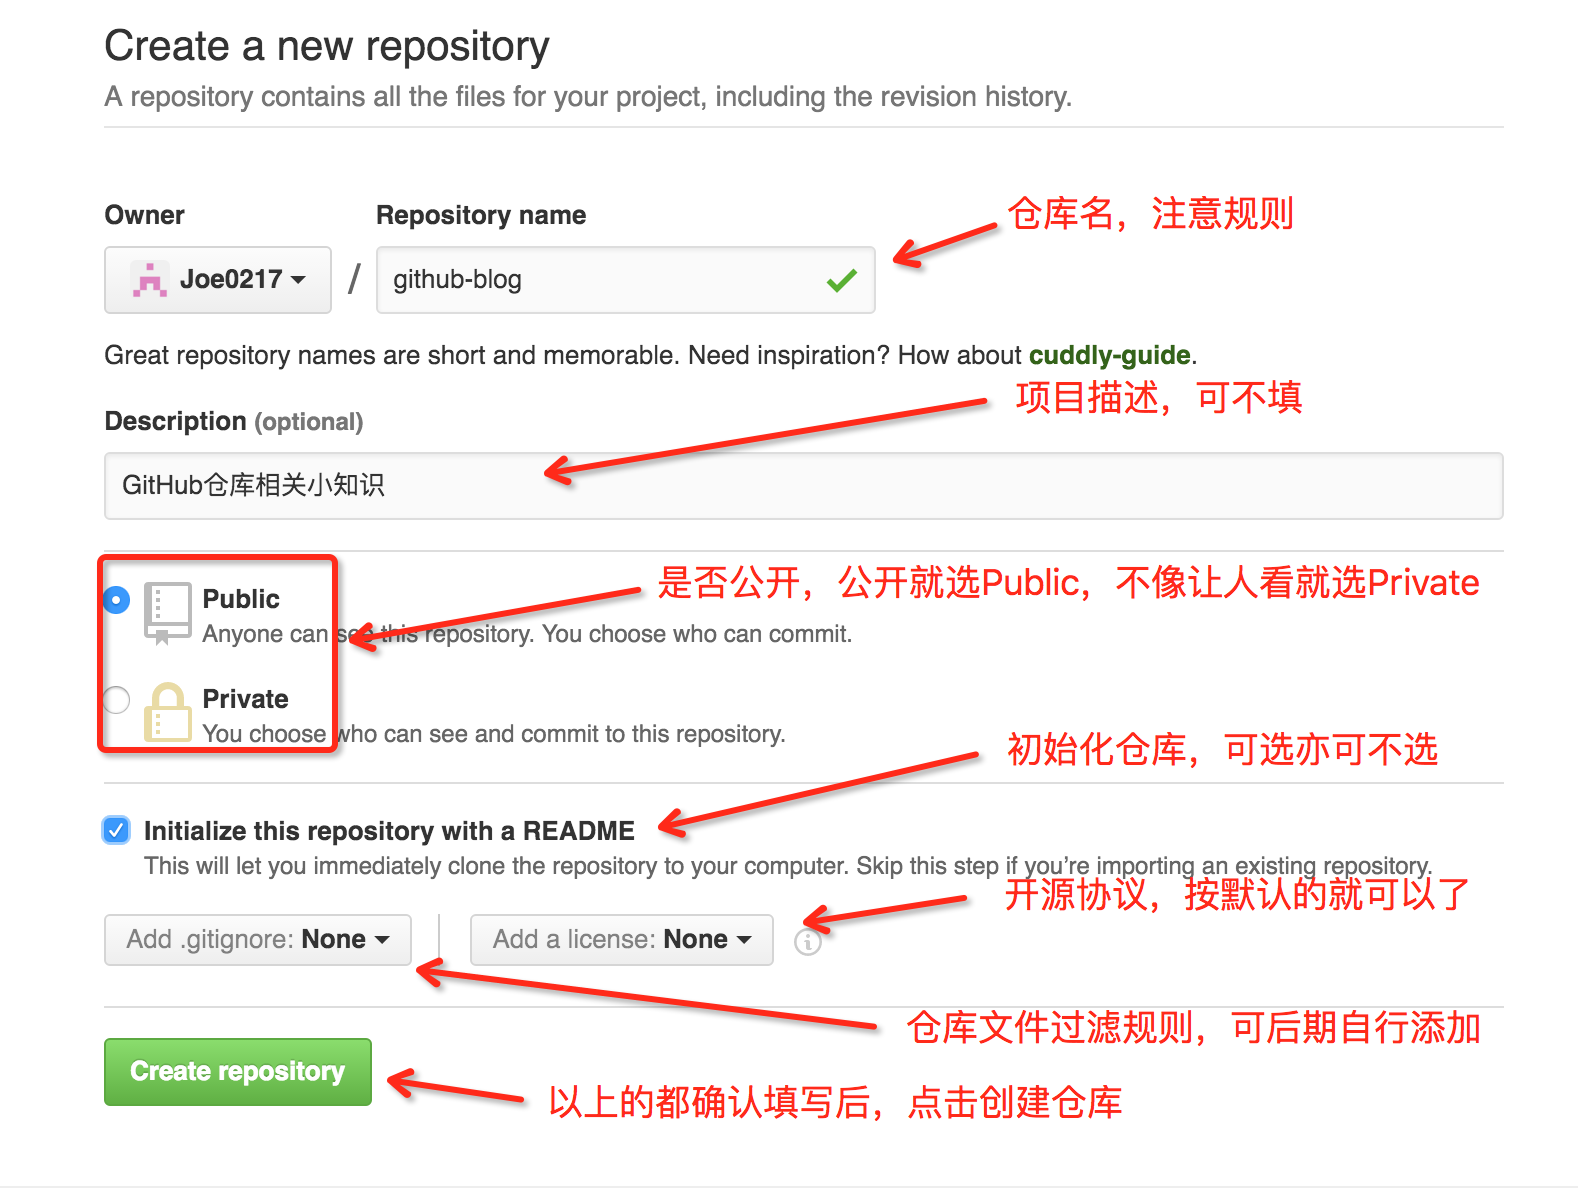 Create a new repository
A repository contains all the files for your project, including the revision history.
Owner
Repository name
仓库名，注意规则
Joe0217 / github-blog
Great repository names are short and memorable. Need inspiration? How about cuddly-guide.
项目描述，可不填
Description (optional)
GitHub仓库相关小知识
是否公开，公开就选Public，不像让人看就选Private
Public
Anyone can see this repository. You choose who can commit.
Private
You choose who can see and commit to this repository.
初始化仓库，可选亦可不选
Initialize this repository with a README
This will let you immediately clone the repository to your computer. Skip this step if you’re importing an existing repository.
开源协议，按默认的就可以了
Add .gitignore: None
Add a license: None
仓库文件过滤规则，可后期自行添加
Create repository
以上的都确认填写后，点击创建仓库